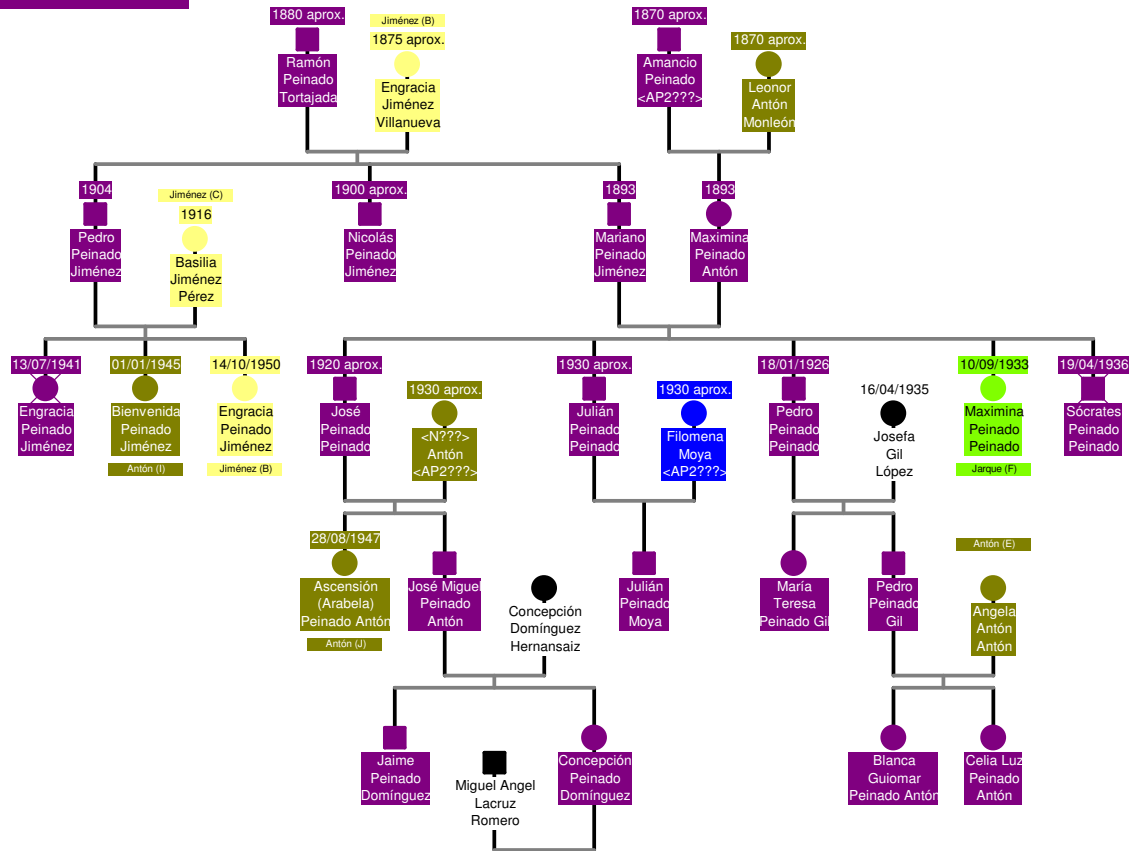 1880 aprox.
Ramón
Peinado
Tortajada
Jiménez (B)
1875 aprox.
Engracia
Jiménez
Villanueva
1870 aprox.
Amancio
Peinado
<AP2???>
1870 aprox.
Leonor
Antón
Monleón
1904
Pedro
Peinado
Jiménez
Jiménez (C)
1916
Basilia
Jiménez
Pérez
1900 aprox.
Nicolás
Peinado
Jiménez
1893
Mariano
Peinado
Jiménez
1893
Maximina
Peinado
Antón
13/07/1941
Engracia
Peinado
Jiménez
01/01/1945
Bienvenida
Peinado
Jiménez
Antón (I)
14/10/1950
Engracia
Peinado
Jiménez
Jiménez (B)
1920 aprox.
José
Peinado
Peinado
1930 aprox.
<N???>
Antón
<AP2???>
1930 aprox.
Julián
Peinado
Peinado
1930 aprox.
Filomena
Moya
<AP2???>
18/01/1926
Pedro
Peinado
Peinado
16/04/1935
Josefa
Gil
López
10/09/1933
Maximina
Peinado
Peinado
Jarque (F)
19/04/1936
Sócrates
Peinado
Peinado
28/08/1947
Ascensión
(Arabela)
Peinado Antón
Antón (J)
José Miguel
Peinado
Antón
Concepción
Domínguez
Hernansaiz
Julián
Peinado
Moya
María
Teresa
Peinado Gil
Pedro
Peinado
Gil
Antón (E)
Angela
Antón
Antón
Jaime
Peinado
Domínguez
Miguel Angel
Lacruz
Romero
Concepción
Peinado
Domínguez
Blanca
Guiomar
Peinado Antón
Celia Luz
Peinado
Antón